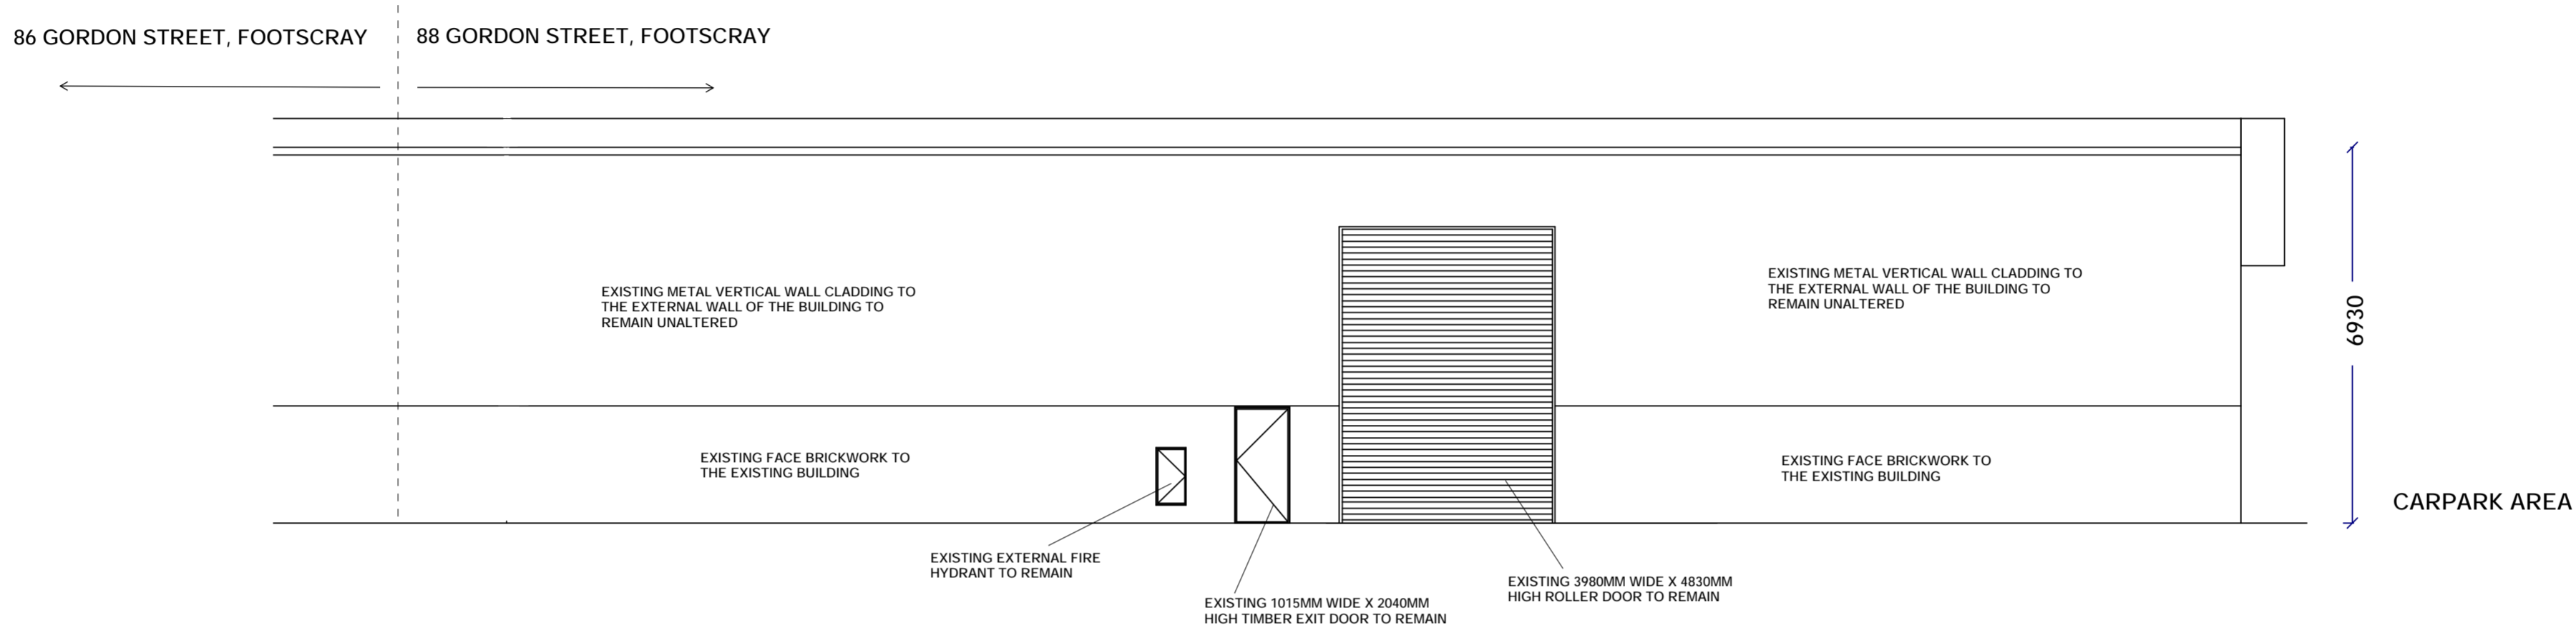 86 GORDON STREET, FOOTSCRAY
88 GORDON STREET, FOOTSCRAY
EXISTING METAL VERTICAL WALL CLADDING TO
THE EXTERNAL WALL OF THE BUILDING TO
REMAIN UNALTERED
EXISTING METAL VERTICAL WALL CLADDING TO
THE EXTERNAL WALL OF THE BUILDING TO
REMAIN UNALTERED
6930
EXISTING FACE BRICKWORK TO
THE EXISTING BUILDING
EXISTING FACE BRICKWORK TO
THE EXISTING BUILDING
CARPARK AREA
EXISTING EXTERNAL FIRE
HYDRANT TO REMAIN
EXISTING 1015MM WIDE X 2040MM
HIGH TIMBER EXIT DOOR TO REMAIN
EXISTING 3980MM WIDE X 4830MM
HIGH ROLLER DOOR TO REMAIN